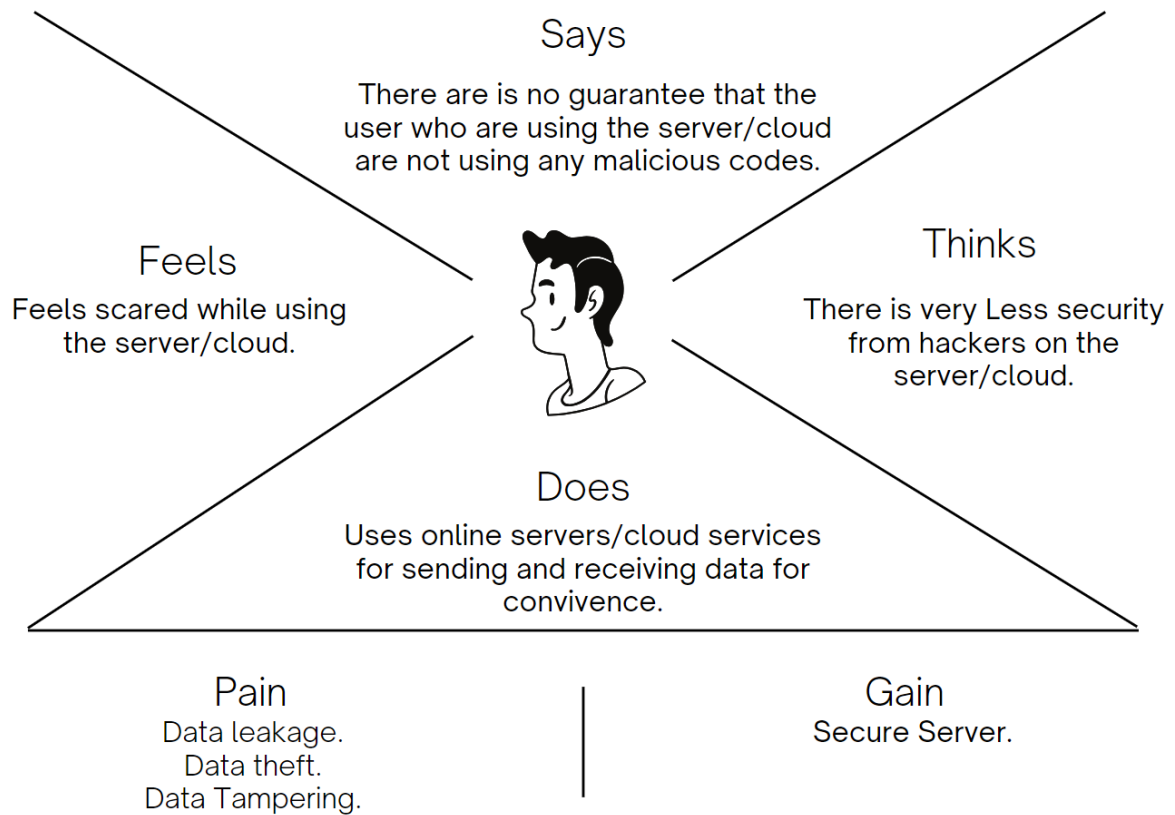 Says
There are is no guarantee that the
user who are using the server/cloud
are not using any malicious codes.
Feels
Feels scared while using
the server/cloud.
Thinks
There is very Less security
from hackers on the
server/cloud.
Does
Uses online servers/cloud services
for sending and receiving data for
convivence.
Pain
Data leakage.
Data theft.
Data Tampering.
Gain
Secure Server.